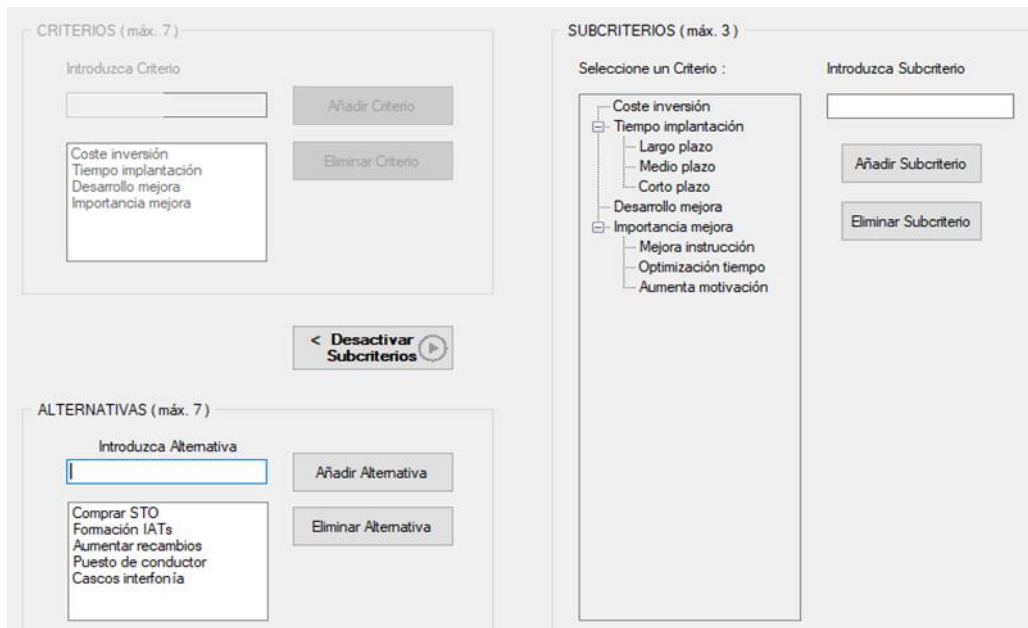 CRITERIOS (máx. 7)
Introduzca Criterio
Añadir Criterio
Eliminar Criterio
Coste inversión
Tiempo implantación
Desarrollo mejora
Importancia mejora
< Desactivar
Subcriterios
ALTERNATIVAS (máx. 7)
Introduzca Alternativa
Añadir Alternativa
Eliminar Alternativa
Comprar STO
Formación IATs
Aumentar recambios
Puesto de conductor
Cascos interfonía
SUBCRITERIOS (máx. 3)
Seleccione un Criterio :
Coste inversión
Tiempo implantación
Largo plazo
Medio plazo
Corto plazo
Desarrollo mejora
Importancia mejora
Mejora instrucción
Optimización tiempo
Aumenta motivación
Introduzca Subcriterio
Añadir Subcriterio
Eliminar Subcriterio